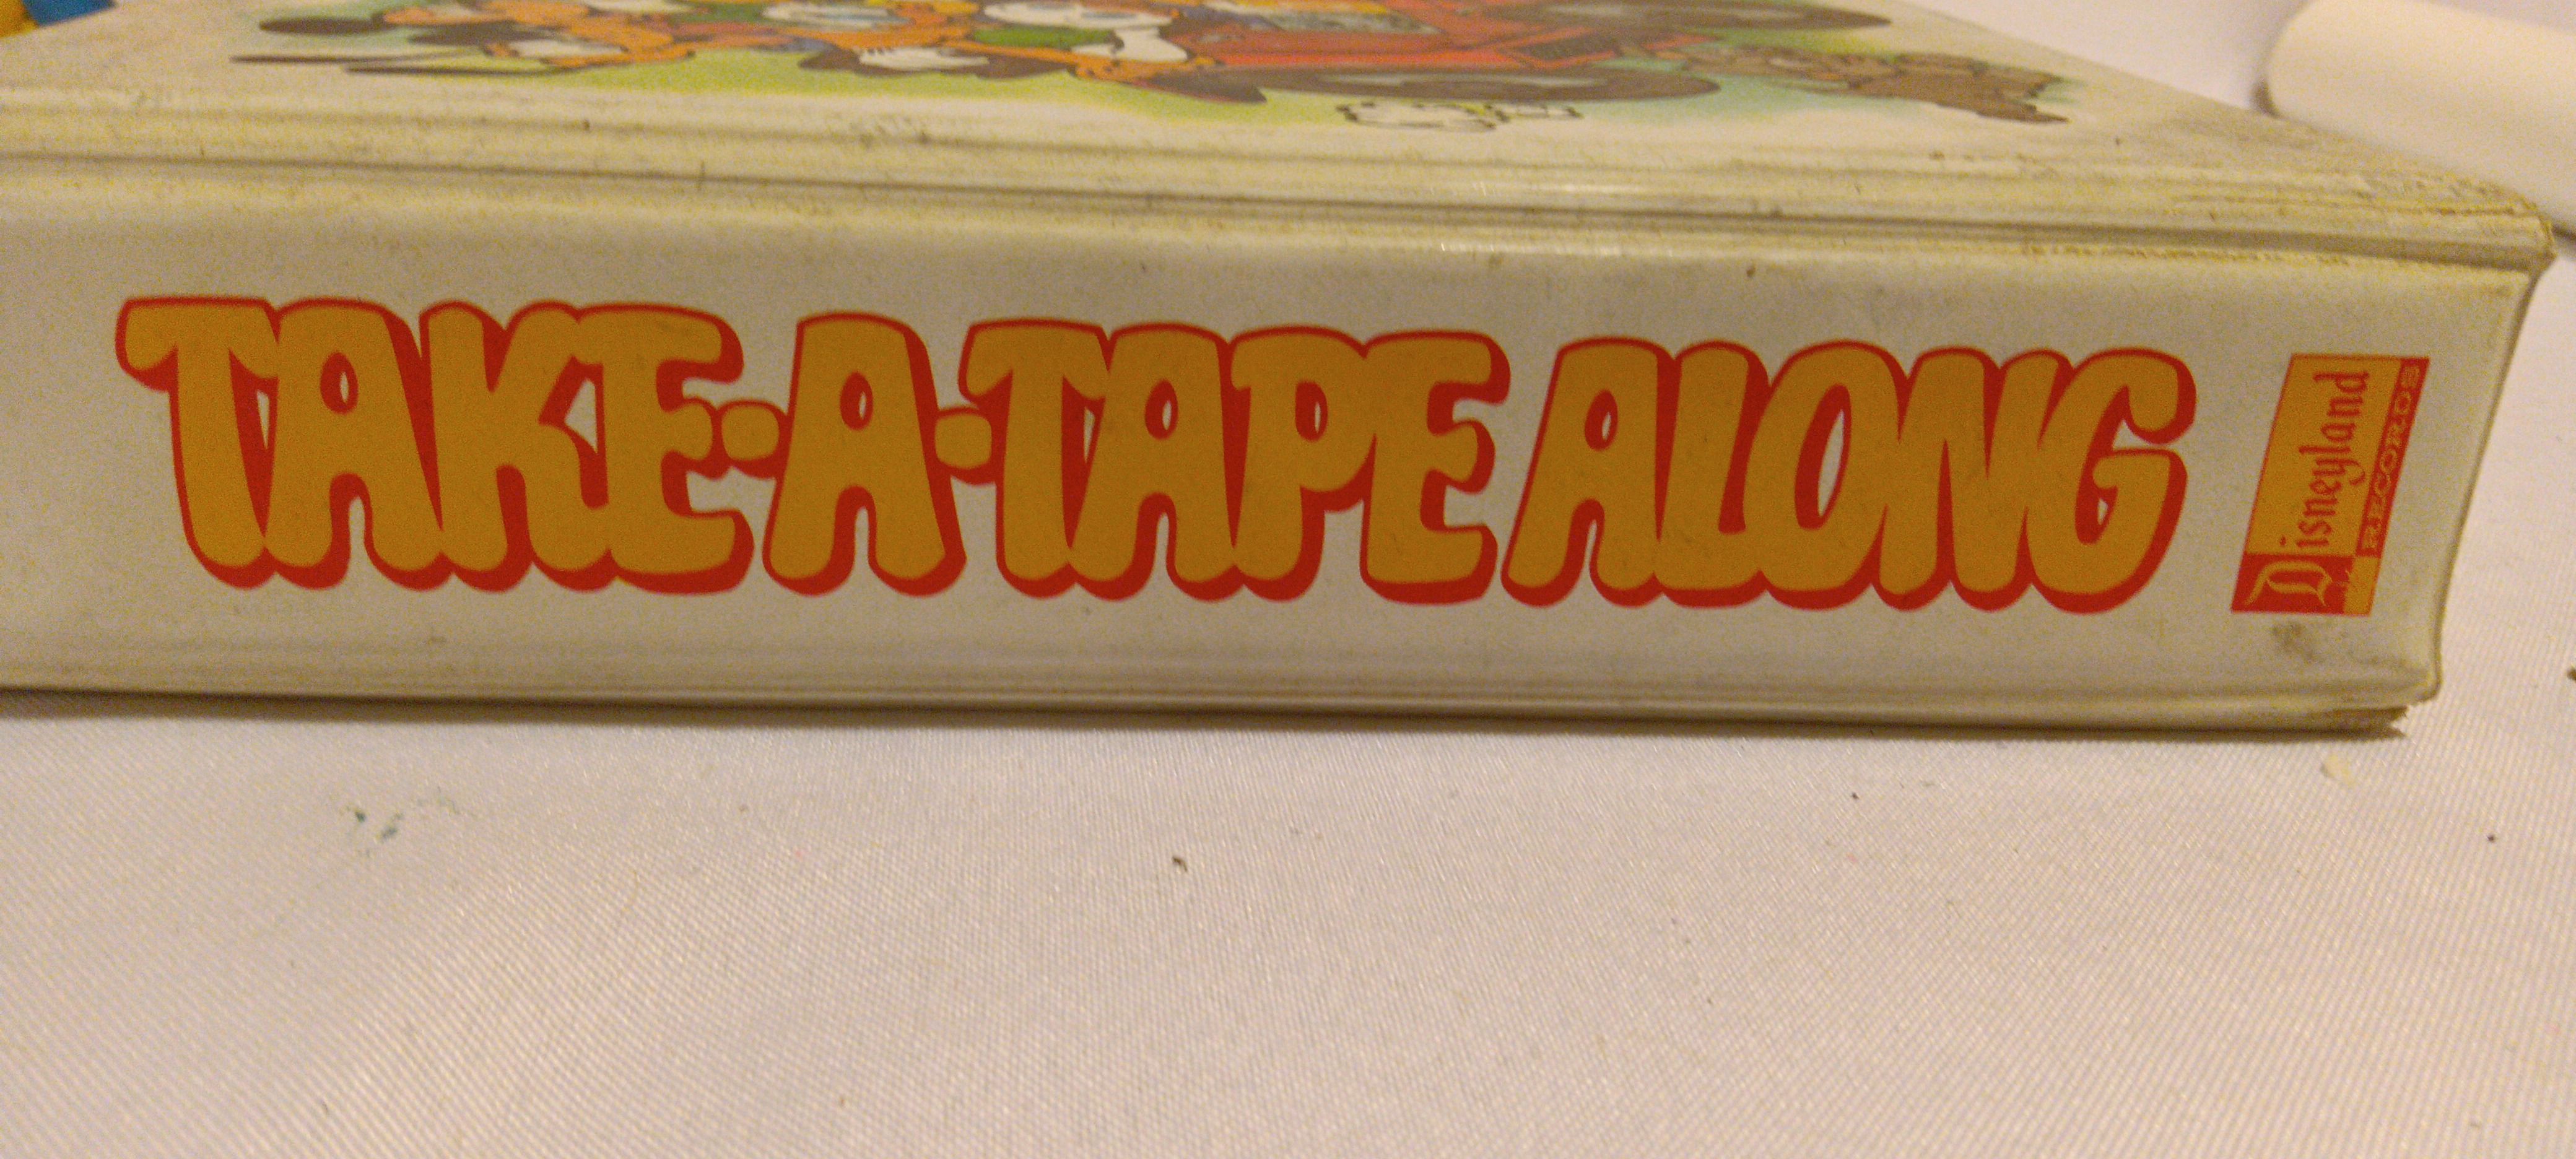 TAKE-A-TAPE ALONG
Disneyland
RECORDS